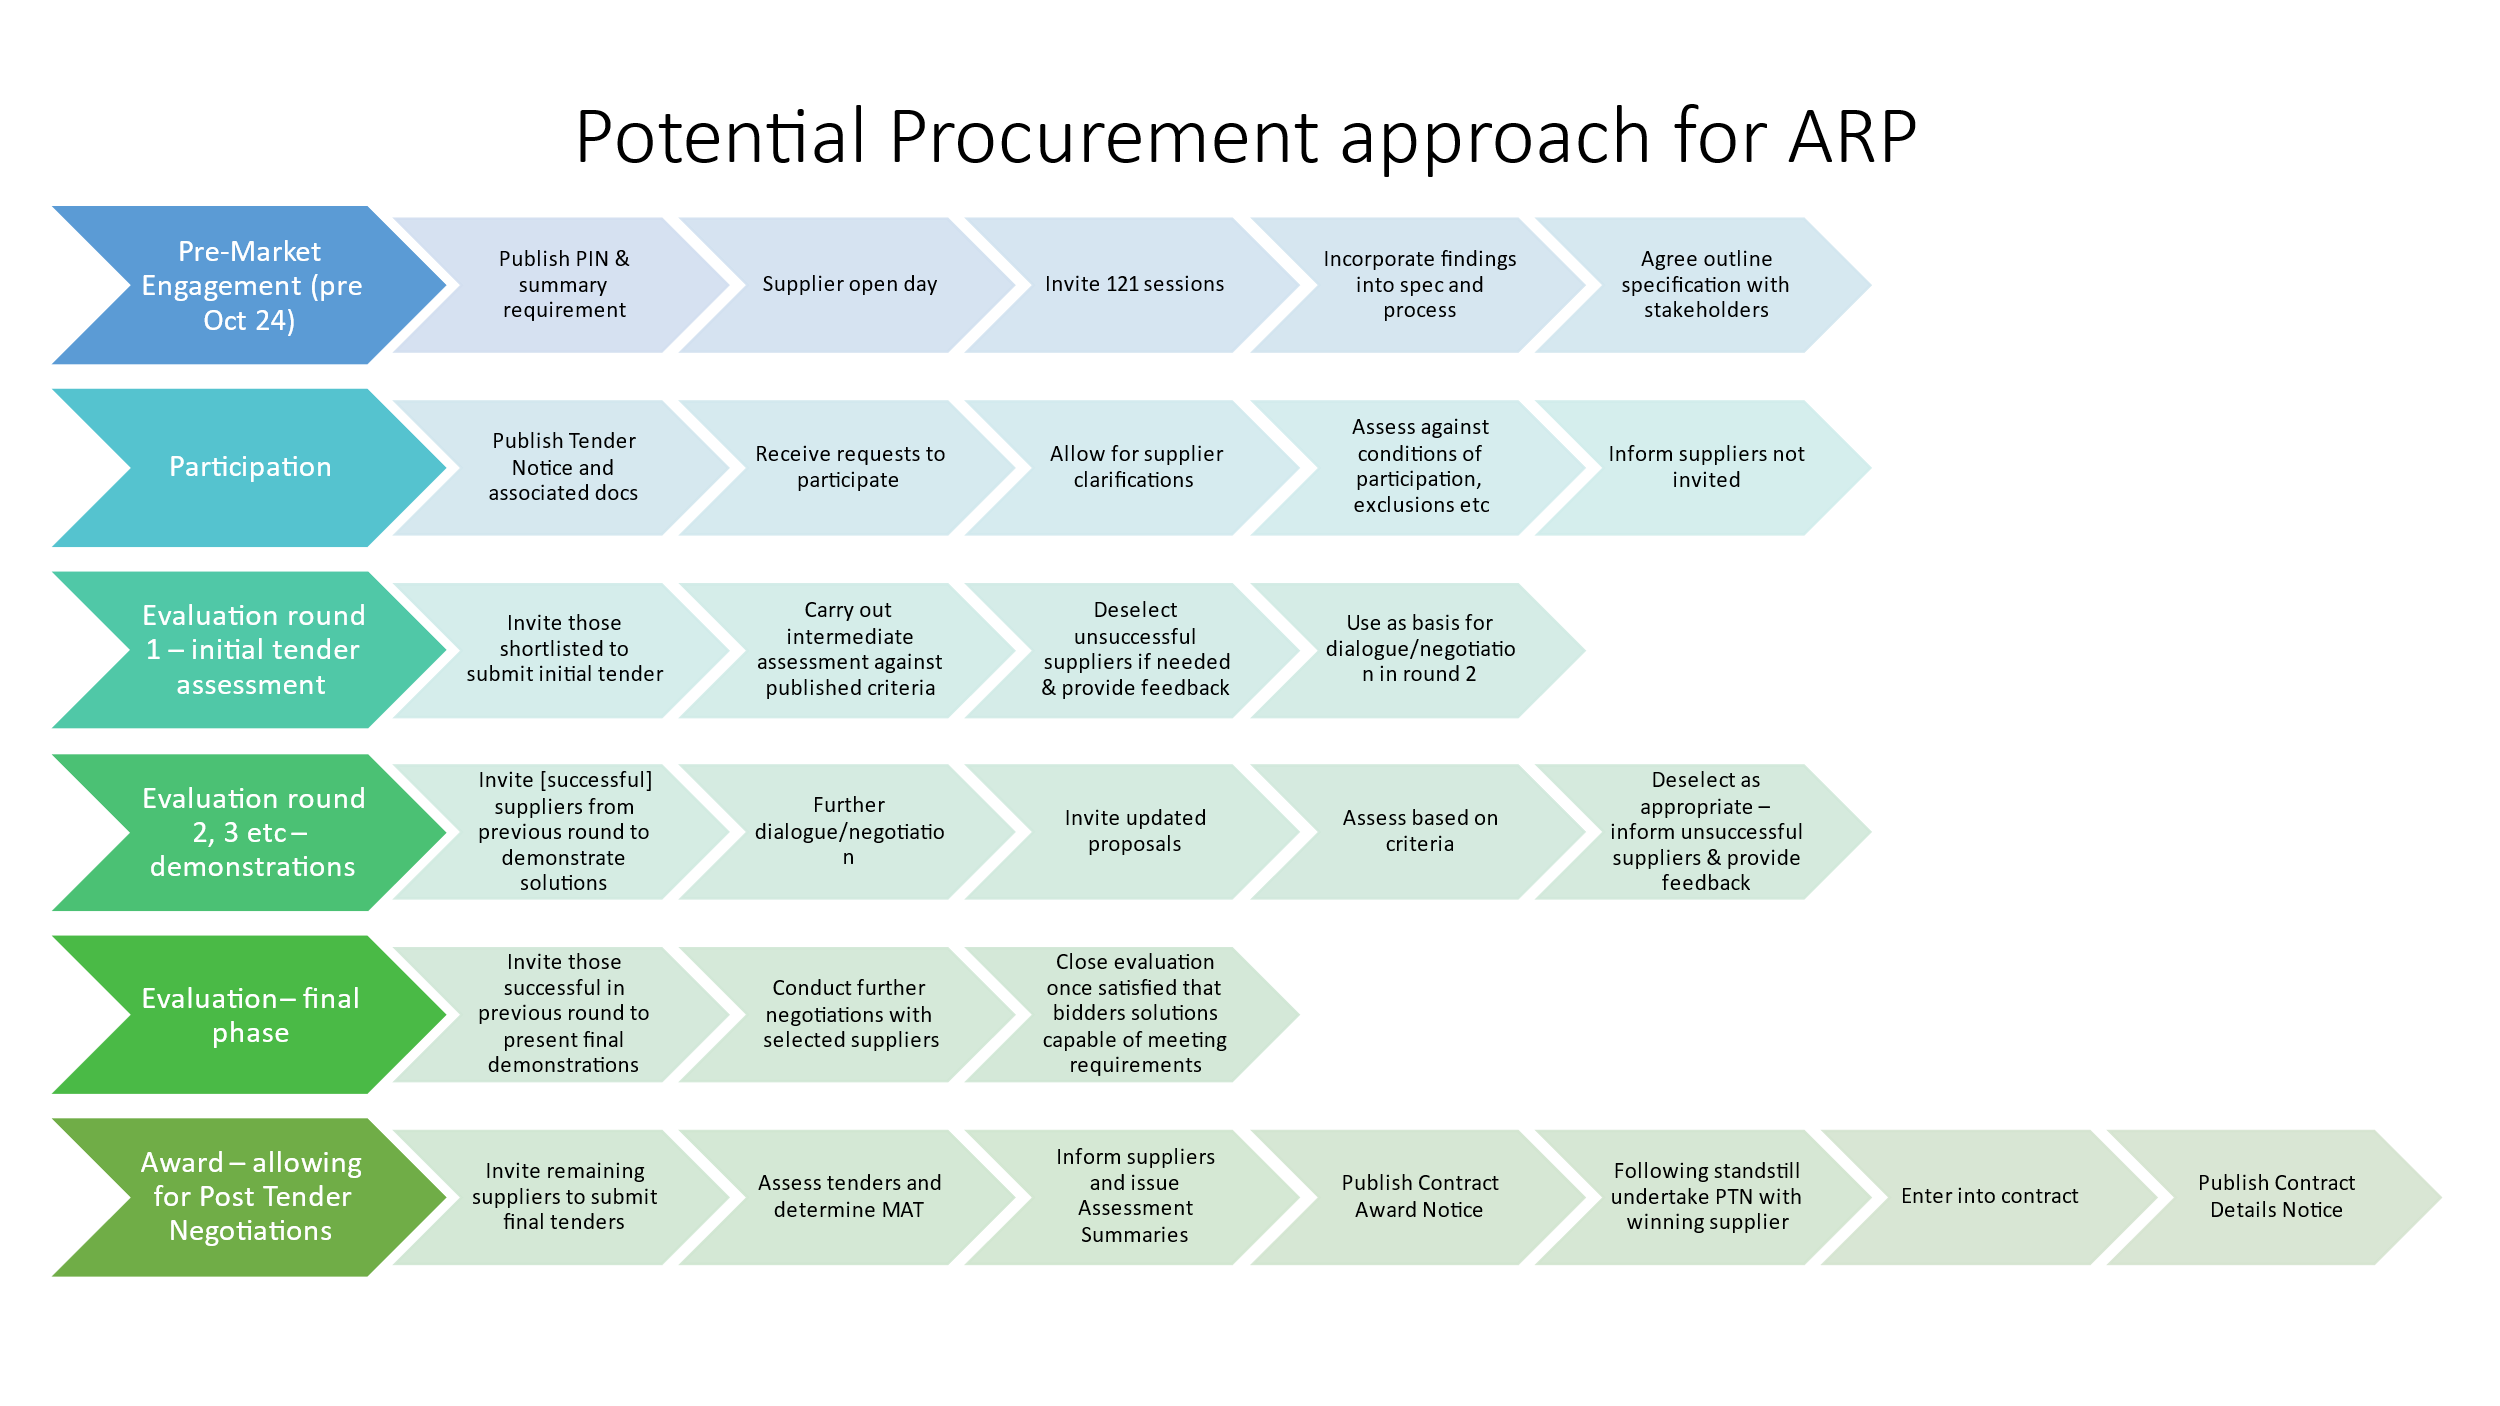 Potential Procurement approach for ARP
Pre-Market
Engagement (pre
Oct 24)
Publish PIN &
summary
requirement
Supplier open day
Invite 121 sessions
Incorporate findings
into spec and
process
Agree outline
specification with
stakeholders
Participation
Publish Tender
Notice and
associated docs
Receive requests to
participate
Allow for supplier
clarifications
Assess against
conditions of
participation,
exclusions etc
Inform suppliers not
invited
Evaluation round
1 – initial tender
assessment
Invite those
shortlisted to
submit initial tender
Carry out
intermediate
assessment against
published criteria
Deselect
unsuccessful
suppliers if needed
& provide feedback
Use as basis for
dialogue/negotiatio
n in round 2
Evaluation round
2, 3 etc –
demonstrations
Invite [successful]
suppliers from
previous round to
demonstrate
solutions
Further
dialogue/negotiatio
n
Invite updated
proposals
Assess based on
criteria
Deselect as
appropriate –
inform unsuccessful
suppliers & provide
feedback
Evaluation – final
phase
Invite those
successful in
previous round to
present final
demonstrations
Conduct further
negotiations with
selected suppliers
Close evaluation
once satisfied that
bidders solutions
capable of meeting
requirements
Award – allowing
for Post Tender
Negotiations
Invite remaining
suppliers to submit
final tenders
Assess tenders and
determine MAT
Inform suppliers
and issue
Assessment
Summaries
Publish Contract
Award Notice
Following standstill
undertake PTN with
winning supplier
Enter into contract
Publish Contract
Details Notice